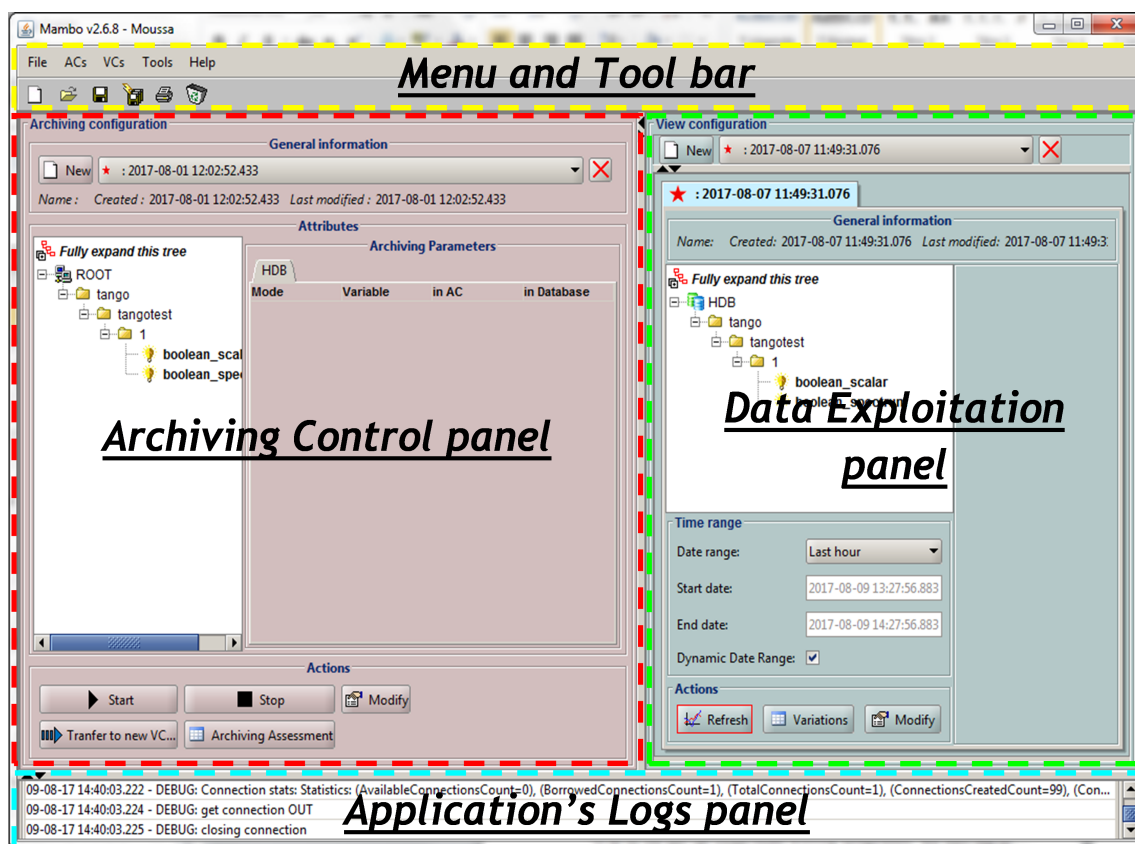 Mambo v2.6.8 - Moussa
File ACs VCs Tools Help
Menu and Tool bar
Archiving configuration
General information
New : 2017-08-01 12:02:52.433
Name : Created : 2017-08-01 12:02:52.433 Last modified : 2017-08-01 12:02:52.433
Attributes
Fully expand this tree
ROOT
tango
tangotest
1
boolean_scal
boolean_spe
Archiving Parameters
HDB
Mode Variable in AC in Database
Archiving Control panel
Actions
Start Stop Modify
Tranfer to new VC... Archiving Assessment
View configuration
New : 2017-08-07 11:49:31.076
: 2017-08-07 11:49:31.076
General information
Name: Created: 2017-08-07 11:49:31.076 Last modified: 2017-08-07 11:49:3
Fully expand this tree
HDB
tango
tangotest
1
boolean_scalar
boolean_spectrum
Data Exploitation
panel
Time range
Date range: Last hour
Start date: 2017-08-09 13:27:56.883
End date: 2017-08-09 14:27:56.883
Dynamic Date Range:
Actions
Refresh Variations Modify
09-08-17 14:40:03.222 - DEBUG: Connection stats: Statistics: (AvailableConnectionsCount=0), (BorrowedConnectionsCount=1), (TotalConnectionsCount=1), (ConnectionsCreatedCount=99), (Con...
09-08-17 14:40:03.224 - DEBUG: get connection OUT
09-08-17 14:40:03.225 - DEBUG: closing connection
Application's Logs panel